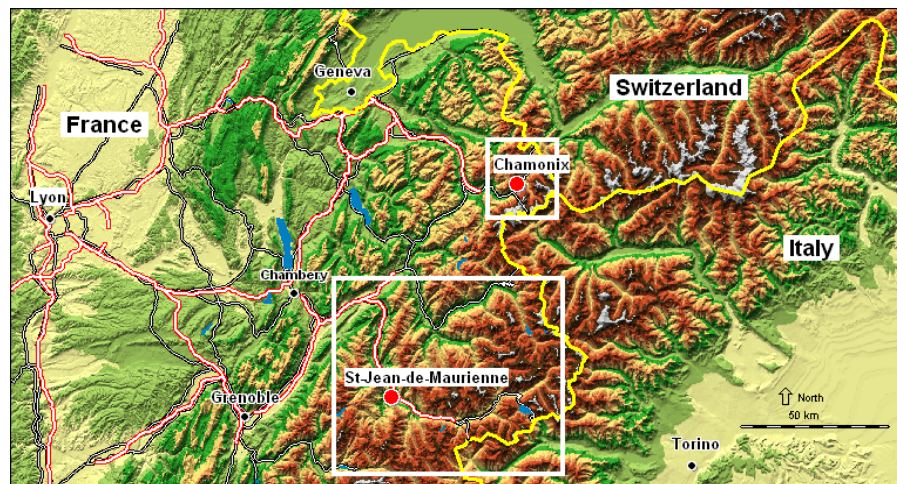 Geneva
Switzerland
France
Chamonix
Lyon
Italy
Chambery
St-Jean-de-Maurienne
Grenoble
North
50 km
Torino